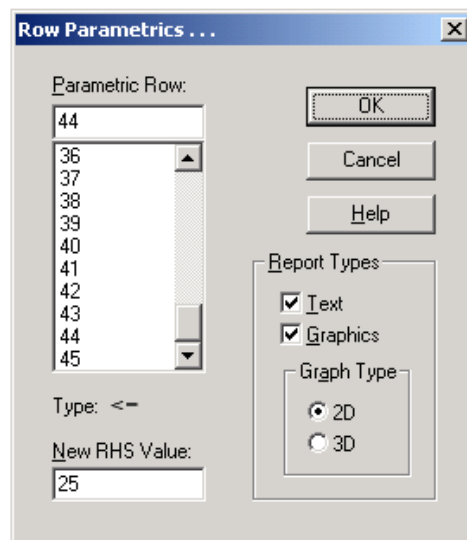 Row Parametrics . . .
Parametric Row:
44
36
37
38
39
40
41
42
43
44
45
Type: <=
New RHS Value:
25
OK
Cancel
Help
Report Types
Text
Graphics
Graph Type
2D
3D